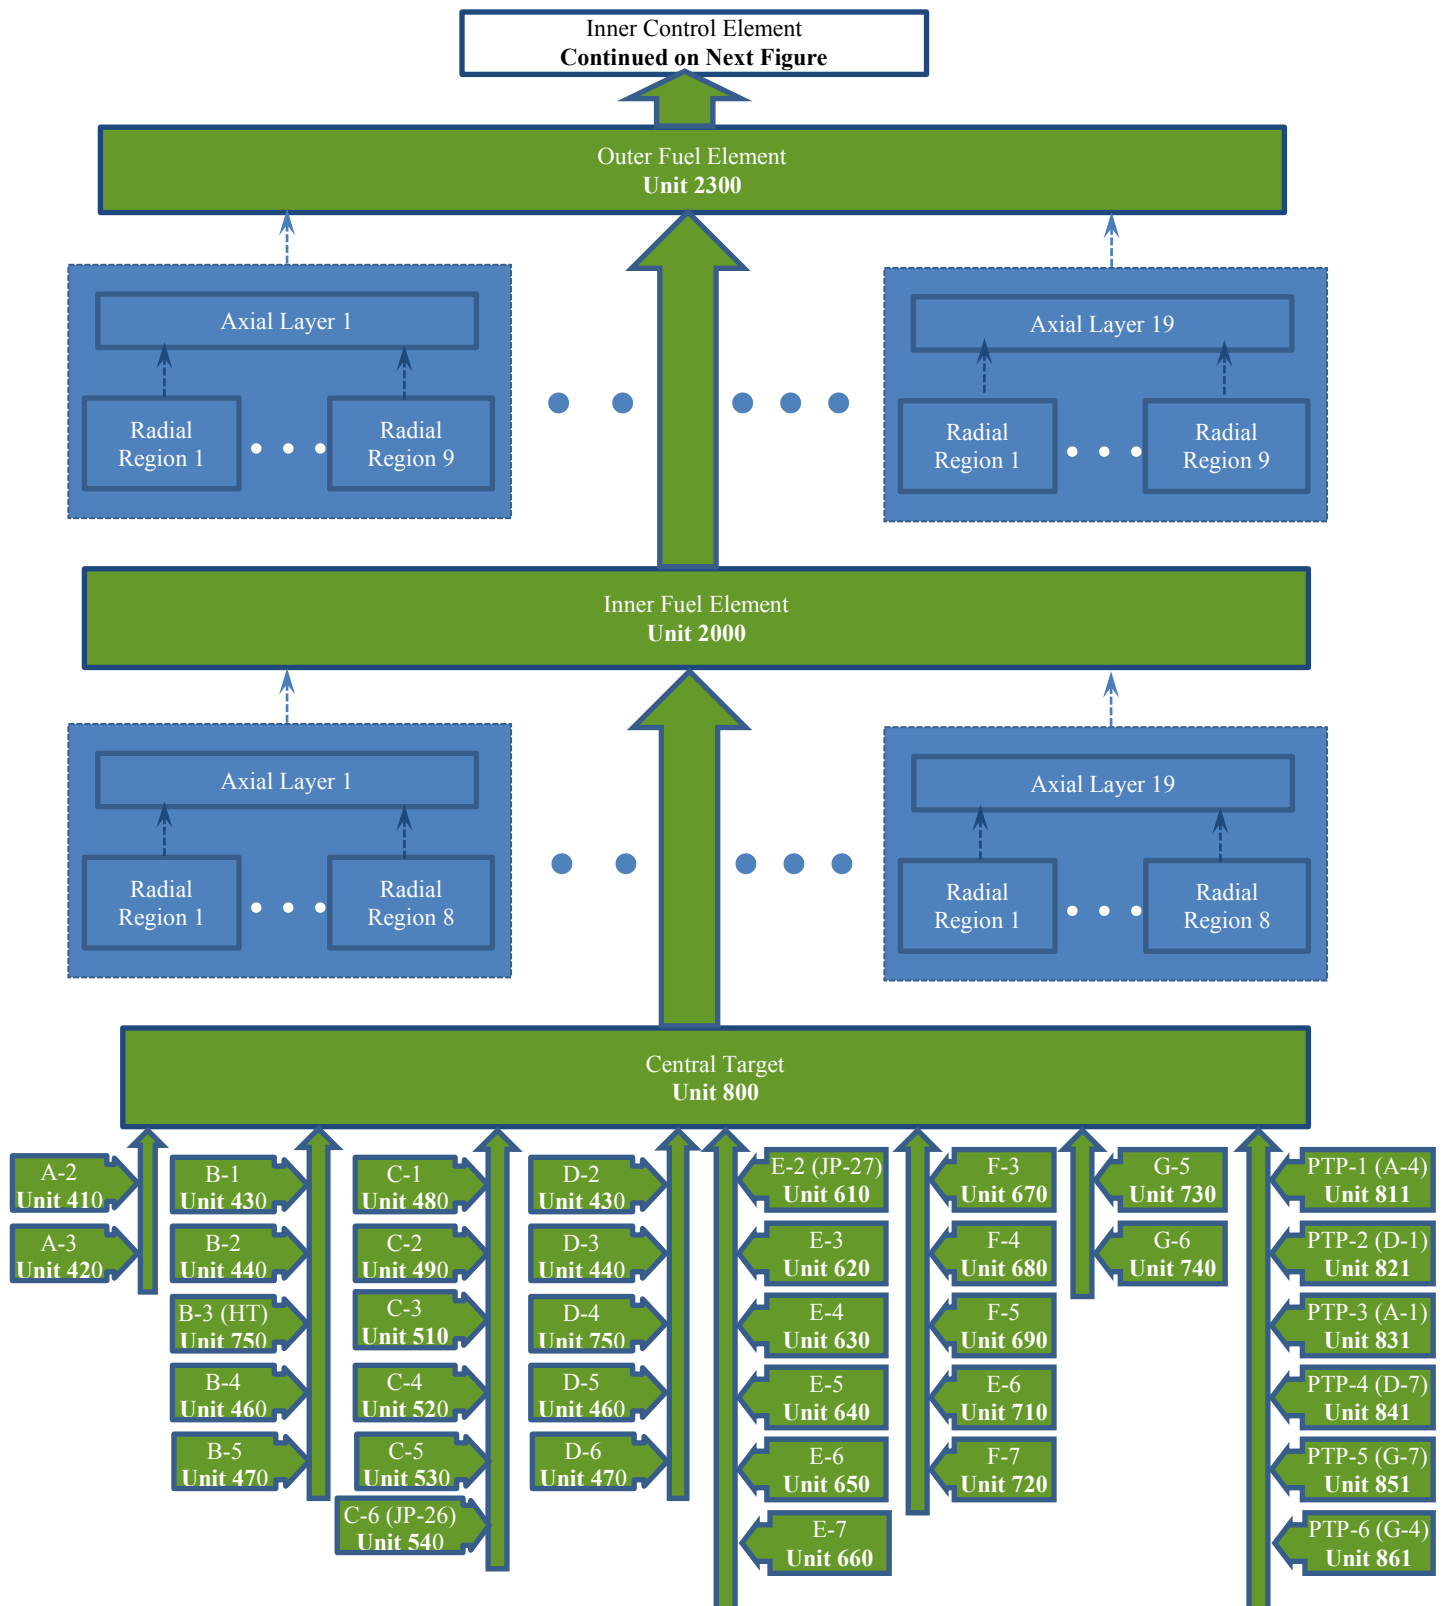 Inner Control Element
Continued on Next Figure
Outer Fuel Element
Unit 2300
Axial Layer 1
Radial
Region 1
Radial
Region 9
Axial Layer 19
Radial
Region 1
Radial
Region 9
Inner Fuel Element
Unit 2000
Axial Layer 1
Radial
Region 1
Radial
Region 8
Axial Layer 19
Radial
Region 1
Radial
Region 8
Central Target
Unit 800
A-2
Unit 410
A-3
Unit 420
B-1
Unit 430
B-2
Unit 440
B-3 (HT)
Unit 750
B-4
Unit 460
B-5
Unit 470
C-1
Unit 480
C-2
Unit 490
C-3
Unit 510
C-4
Unit 520
C-5
Unit 530
C-6 (JP-26)
Unit 540
D-2
Unit 430
D-3
Unit 440
D-4
Unit 750
D-5
Unit 460
D-6
Unit 470
E-2 (JP-27)
Unit 610
E-3
Unit 620
E-4
Unit 630
E-5
Unit 640
E-6
Unit 650
E-7
Unit 660
F-3
Unit 670
F-4
Unit 680
F-5
Unit 690
E-6
Unit 710
F-7
Unit 720
G-5
Unit 730
G-6
Unit 740
PTP-1 (A-4)
Unit 811
PTP-2 (D-1)
Unit 821
PTP-3 (A-1)
Unit 831
PTP-4 (D-7)
Unit 841
PTP-5 (G-7)
Unit 851
PTP-6 (G-4)
Unit 861